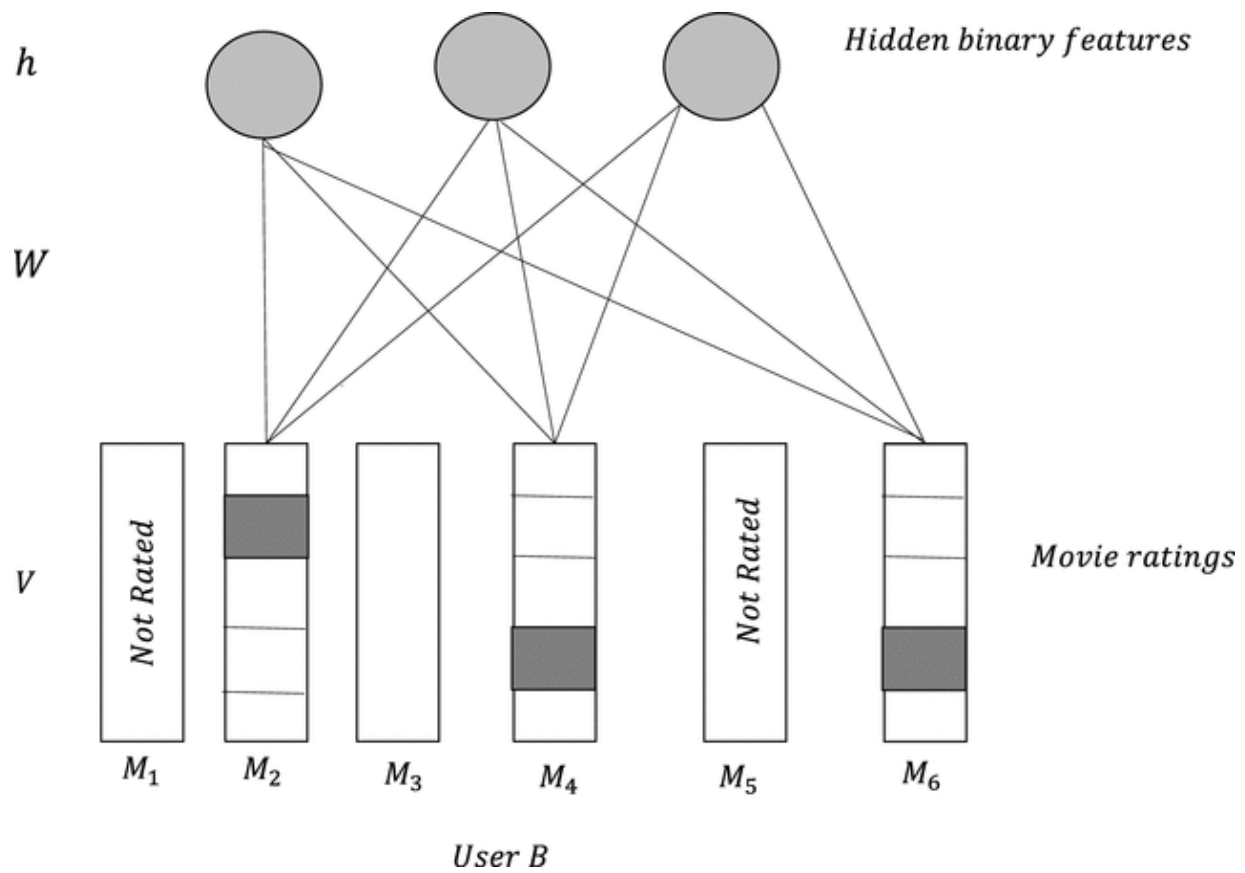 h
Hidden binary features
W
V
Not Rated
Not Rated
Movie ratings
M₁ M₂ M₃ M₄ M₅ M₆
User B